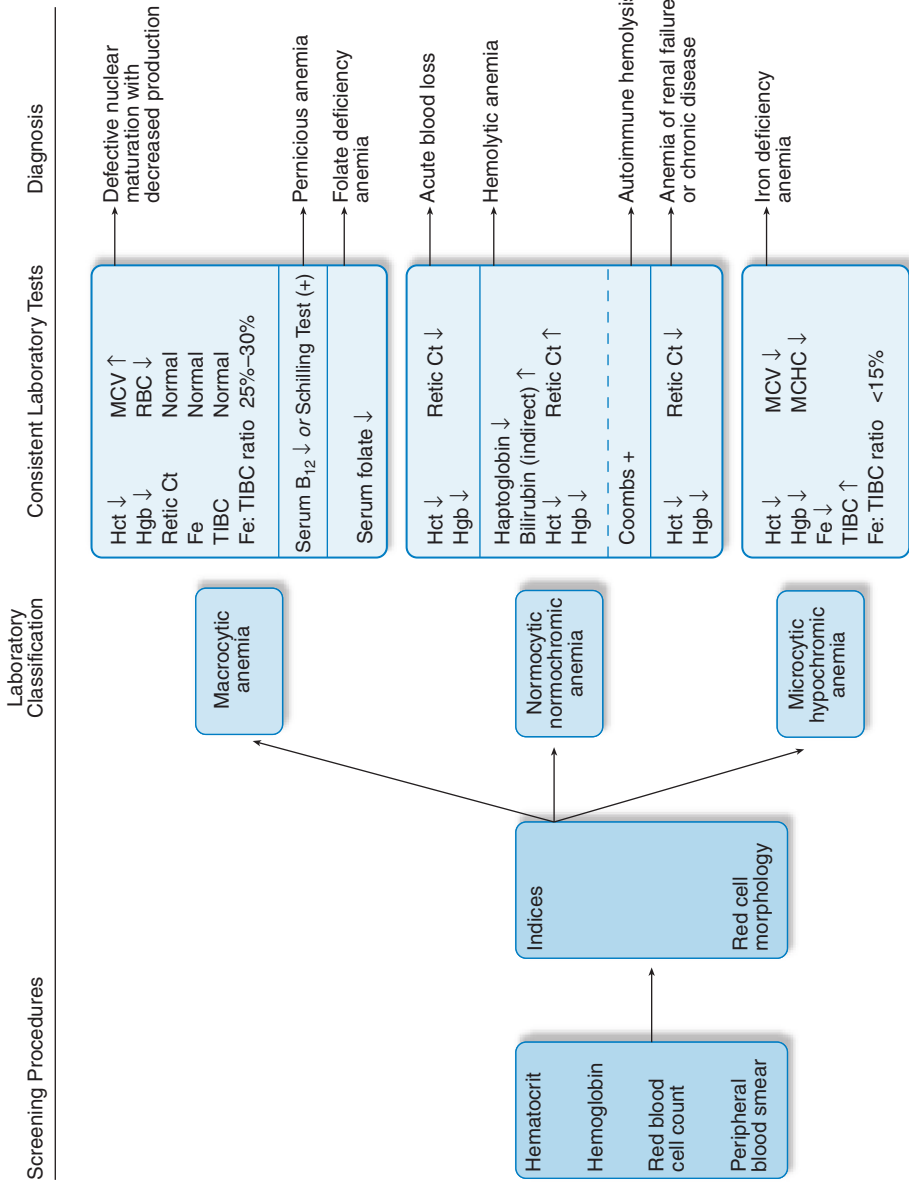 Screening Procedures
Laboratory
Classification
Consistent Laboratory Tests
Diagnosis
Hematocrit
Hemoglobin
Red blood
cell count
Peripheral
blood smear
Indices
Red cell
morphology
Macrocytic
anemia
Hct ↓ MCV ↑
Hgb ↓ RBC ↓
Retic Ct Normal
Fe Normal
TIBC Normal
Fe: TIBC ratio 25%–30%
Defective nuclear
maturation with
decreased production
Serum B12 ↓ or Schilling Test (+)
Pernicious anemia
Serum folate ↓
Folate deficiency
anemia
Normocytic
normochromic
anemia
Hct ↓ Retic Ct ↓
Hgb ↓
Acute blood loss
Haptoglobin ↓
Bilirubin (indirect) ↑
Hct ↓ Retic Ct ↑
Hgb ↓
Hemolytic anemia
Coombs +
Autoimmune hemolysis
Hct ↓ Retic Ct ↓
Hgb ↓
Anemia of renal failure
or chronic disease
Microcytic
hypochromic
anemia
Hct ↓ MCV ↓
Hgb ↓ MCHC ↓
Fe ↓
TIBC ↑
Fe: TIBC ratio <15%
Iron deficiency
anemia